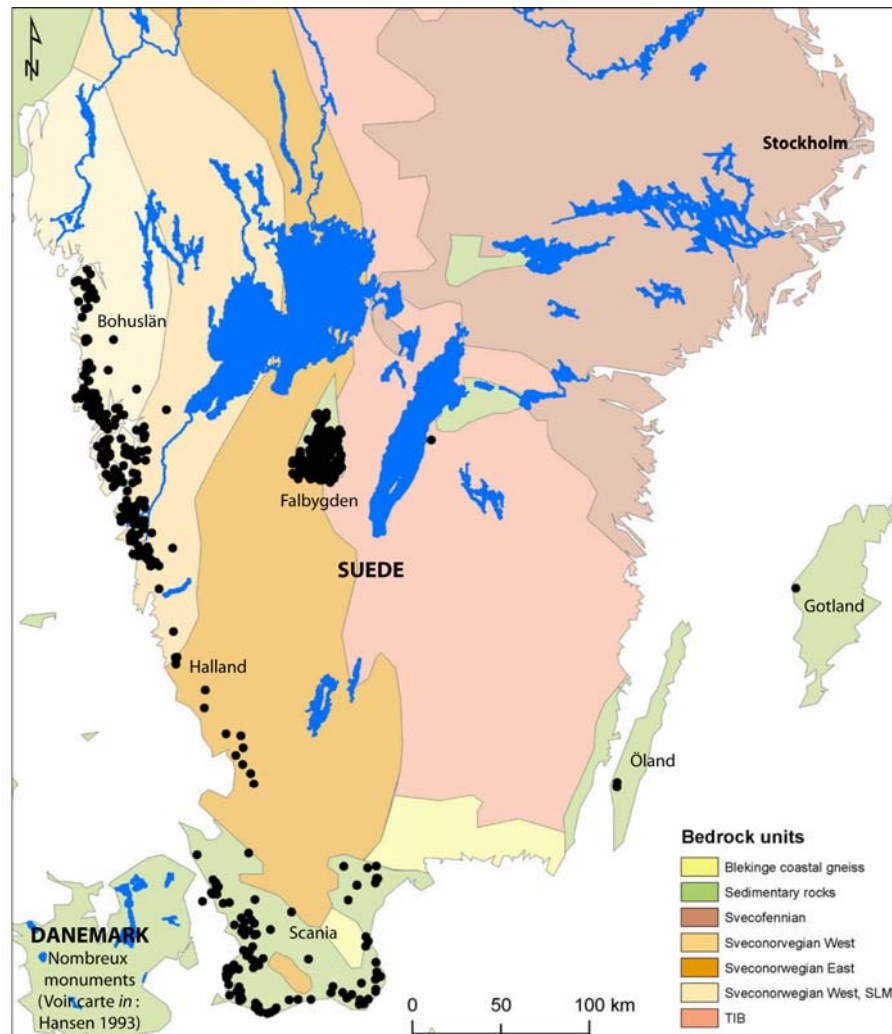 N
Stockholm
Bohuslän
Falbygden
SUEDE
Gotland
Halland
Öland
Scania
DANEMARK
Nombreux
monuments
(Voir carte in :
Hansen 1993)
0 50 100 km
Bedrock units
Blekinge coastal gneiss
Sedimentary rocks
Svecofennian
Sveconorvegian West
Sveconorwegian East
Sveconorwegian West, SLM
TIB